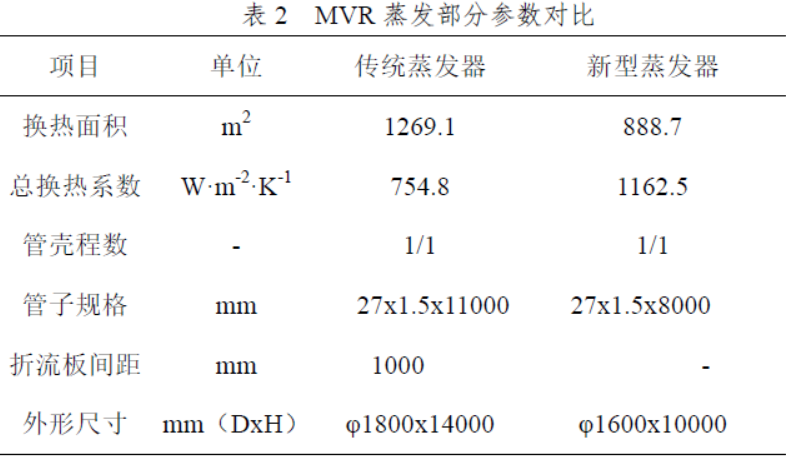 表 2 MVR 蒸发部分参数对比
项目 单位 传统蒸发器 新型蒸发器
换热面积 m² 1269.1 888.7
总换热系数 W·m⁻²·K⁻¹ 754.8 1162.5
管壳程数 - 1/1 1/1
管子规格 mm 27x1.5x11000 27x1.5x8000
折流板间距 mm 1000 -
外形尺寸 mm（DxH） φ1800x14000 φ1600x10000